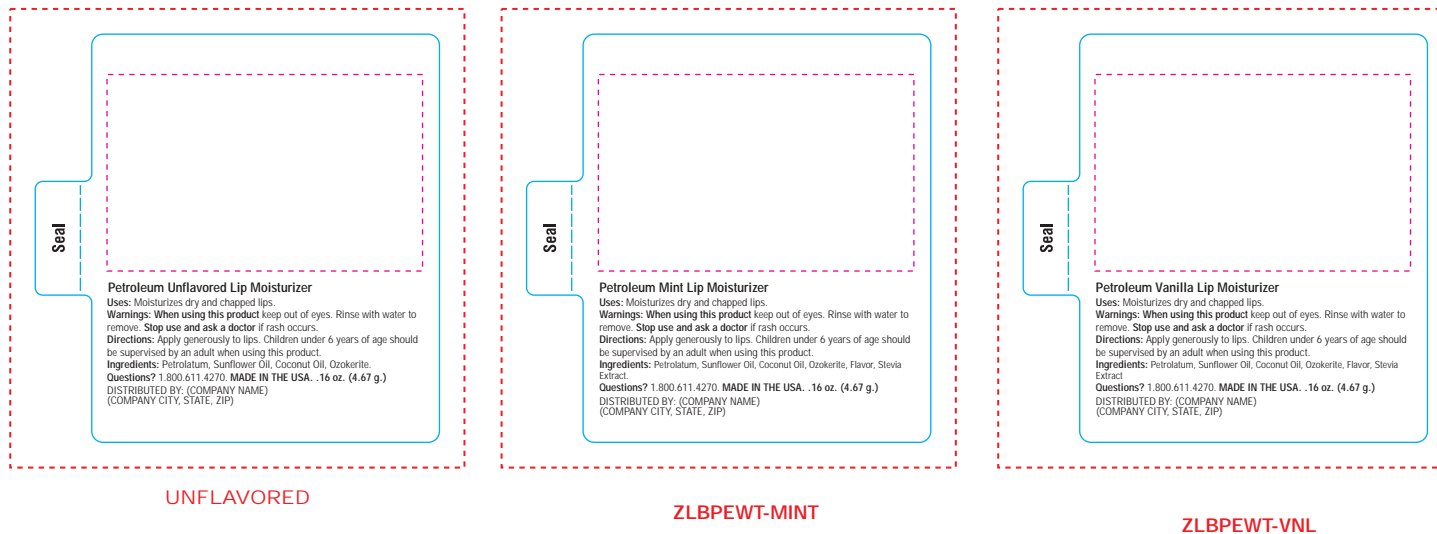 Seal
Petroleum Unflavored Lip Moisturizer
Uses: Moisturizes dry and chapped lips.
Warnings: When using this product keep out of eyes. Rinse with water to
remove. Stop use and ask a doctor if rash occurs.
Directions: Apply generously to lips. Children under 6 years of age should
be supervised by an adult when using this product.
Ingredients: Petrolatum, Sunflower Oil, Coconut Oil, Ozokerite.
Questions? 1.800.611.4270. MADE IN THE USA. .16 oz. (4.67 g.)
DISTRIBUTED BY: (COMPANY NAME)
(COMPANY CITY, STATE, ZIP)
UNFLAVORED
Seal
Petroleum Mint Lip Moisturizer
Uses: Moisturizes dry and chapped lips.
Warnings: When using this product keep out of eyes. Rinse with water to
remove. Stop use and ask a doctor if rash occurs.
Directions: Apply generously to lips. Children under 6 years of age should
be supervised by an adult when using this product.
Ingredients: Petrolatum, Sunflower Oil, Coconut Oil, Ozokerite, Flavor, Stevia
Extract.
Questions? 1.800.611.4270. MADE IN THE USA. .16 oz. (4.67 g.)
DISTRIBUTED BY: (COMPANY NAME)
(COMPANY CITY, STATE, ZIP)
ZLBPEWT-MINT
Seal
Petroleum Vanilla Lip Moisturizer
Uses: Moisturizes dry and chapped lips.
Warnings: When using this product keep out of eyes. Rinse with water to
remove. Stop use and ask a doctor if rash occurs.
Directions: Apply generously to lips. Children under 6 years of age should
be supervised by an adult when using this product.
Ingredients: Petrolatum, Sunflower Oil, Coconut Oil, Ozokerite, Flavor, Stevia
Extract
Questions? 1.800.611.4270. MADE IN THE USA. .16 oz. (4.67 g.)
DISTRIBUTED BY: (COMPANY NAME)
(COMPANY CITY, STATE, ZIP)
ZLBPEWT-VNL